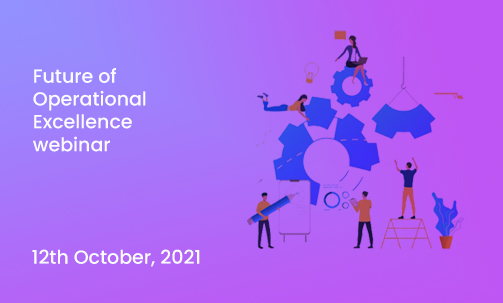 Future of
Operational
Excellence
webinar
12th October, 2021